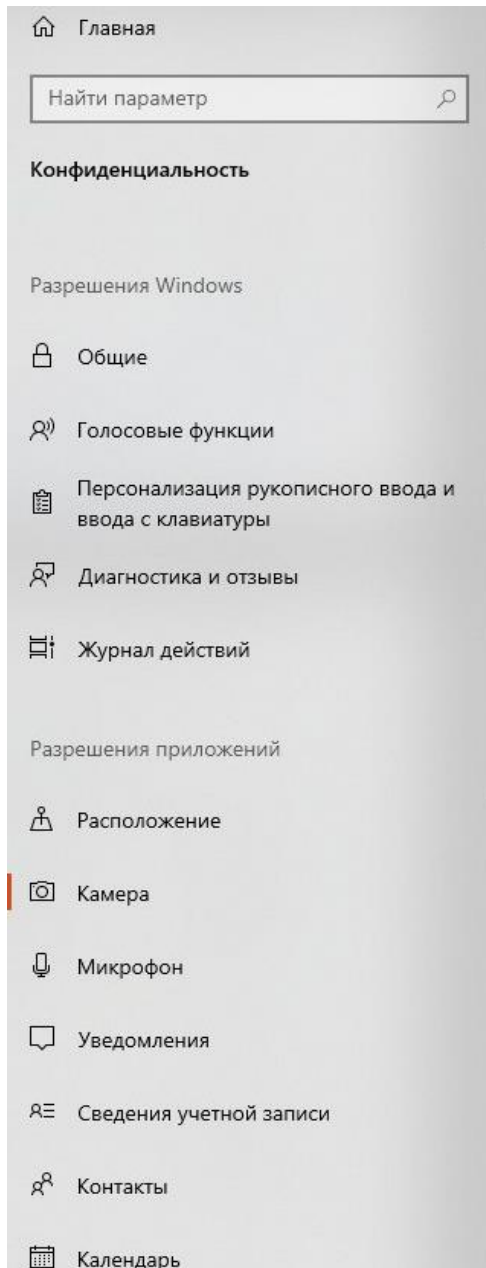 Главная
Найти параметр
Конфиденциальность
Разрешения Windows
Общие
Голосовые функции
Персонализация рукописного ввода и
ввода с клавиатуры
Диагностика и отзывы
Журнал действий
Разрешения приложений
Расположение
Камера
Микрофон
Уведомления
Сведения учетной записи
Контакты
Календарь